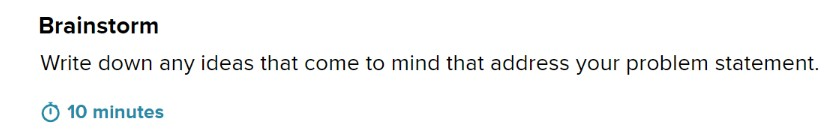 Brainstorm
Write down any ideas that come to mind that address your problem statement.
10 minutes